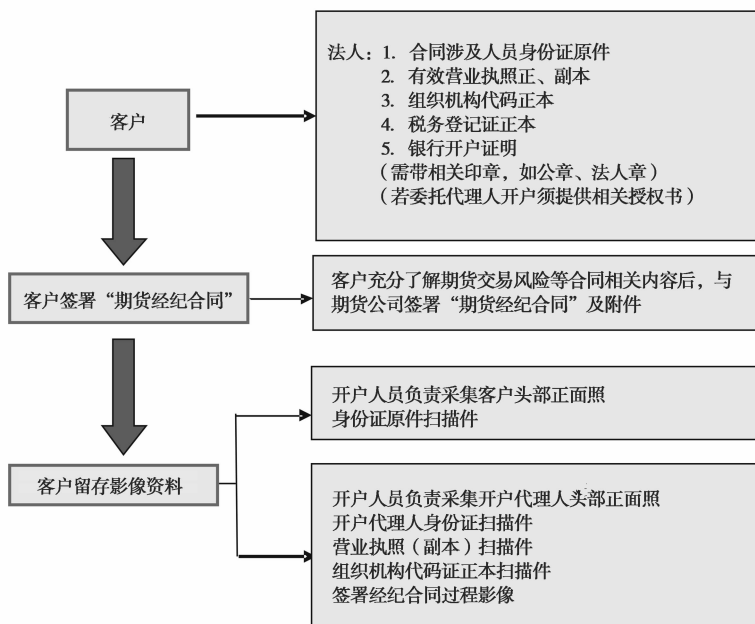 客户
法人：1. 合同涉及人员身份证原件
2. 有效营业执照正、副本
3. 组织机构代码正本
4. 税务登记证正本
5. 银行开户证明
（需带相关印章，如公章、法人章）
（若委托代理人开户须提供相关授权书）
客户签署“期货经纪合同”
客户充分了解期货交易风险等合同相关内容后，与
期货公司签署“期货经纪合同”及附件
客户留存影像资料
开户人员负责采集客户头部正面照
身份证原件扫描件
开户人员负责采集开户代理人头部正面照
开户代理人身份证扫描件
营业执照（副本）扫描件
组织机构代码证正本扫描件
签署经纪合同过程影像